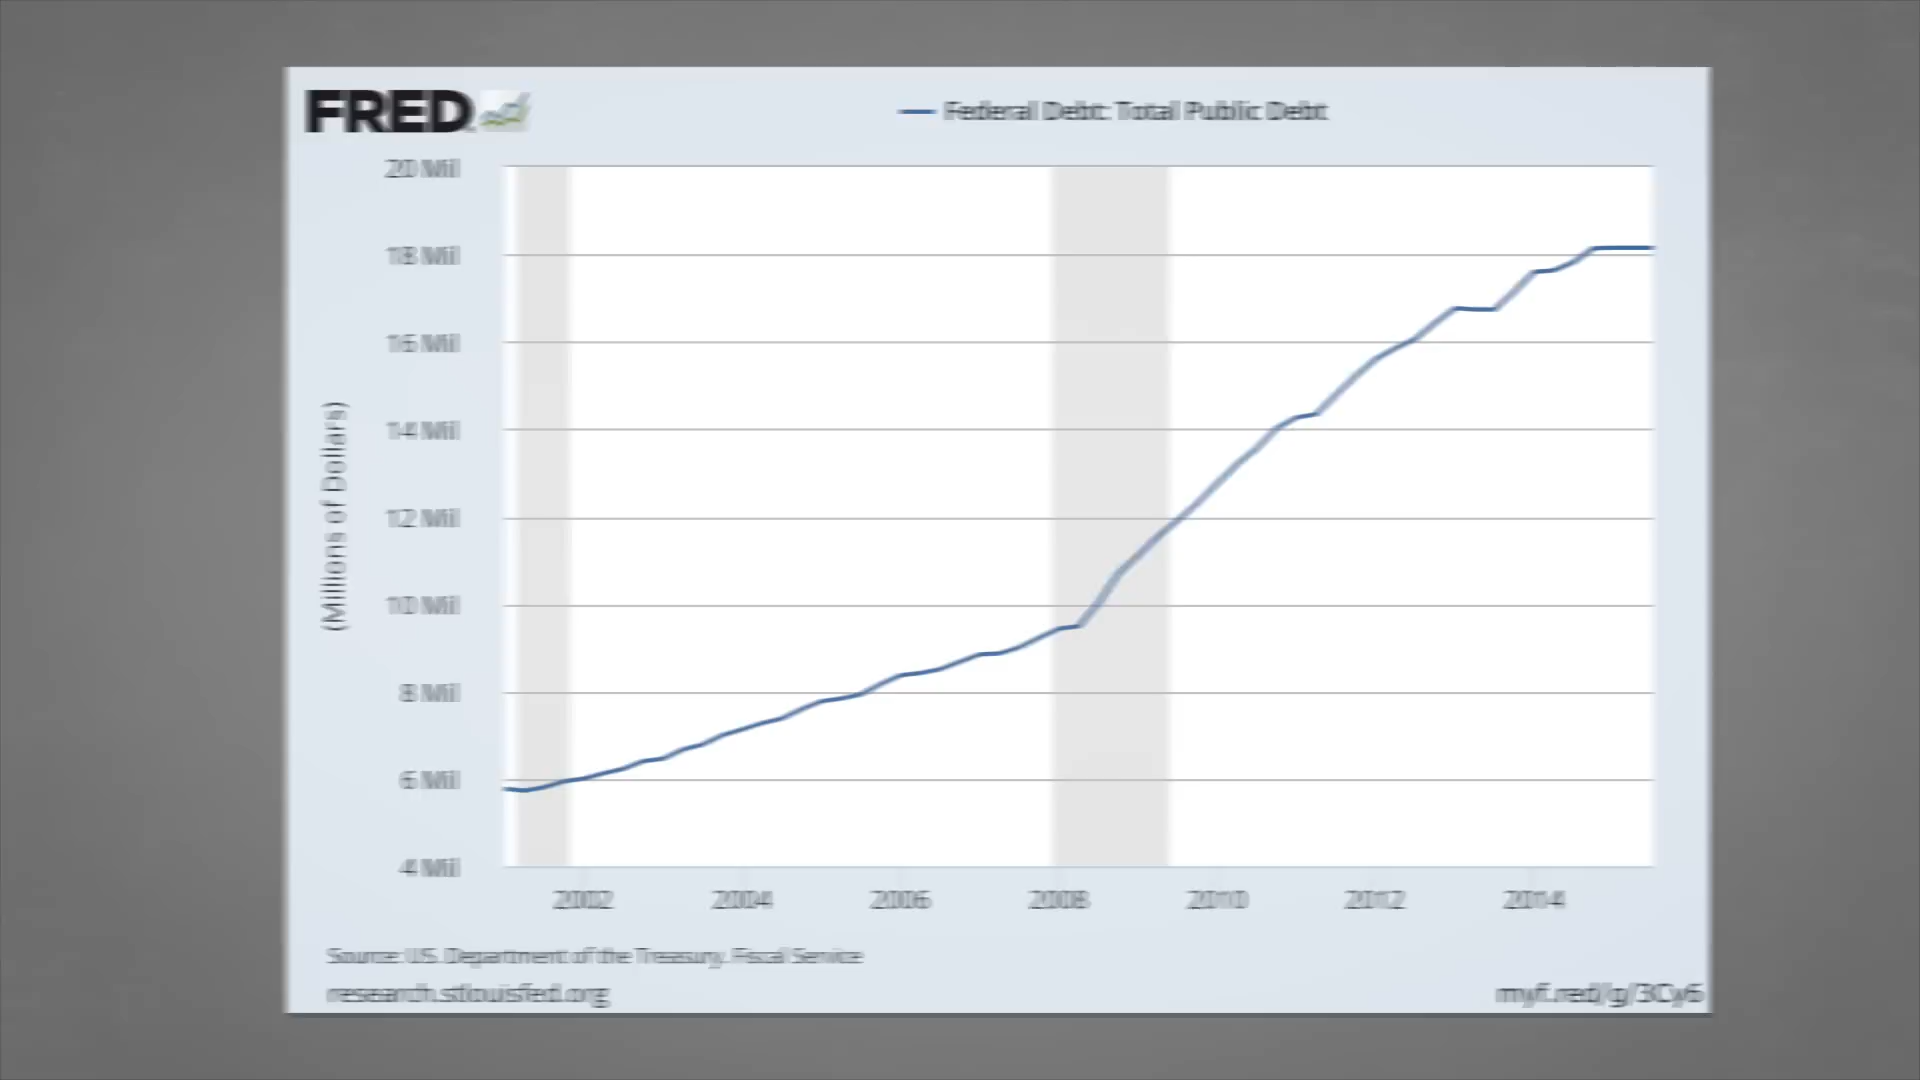 FRED
Federal Debt: Total Public Debt
20 Mil
18 Mil
16 Mil
14 Mil
12 Mil
10 Mil
8 Mil
6 Mil
4 Mil
(Millions of Dollars)
2002 2004 2006 2008 2010 2012 2014
Source: US. Department of the Treasury. Fiscal Service
research.stlouisfed.org
myf.red/g/3Cy6